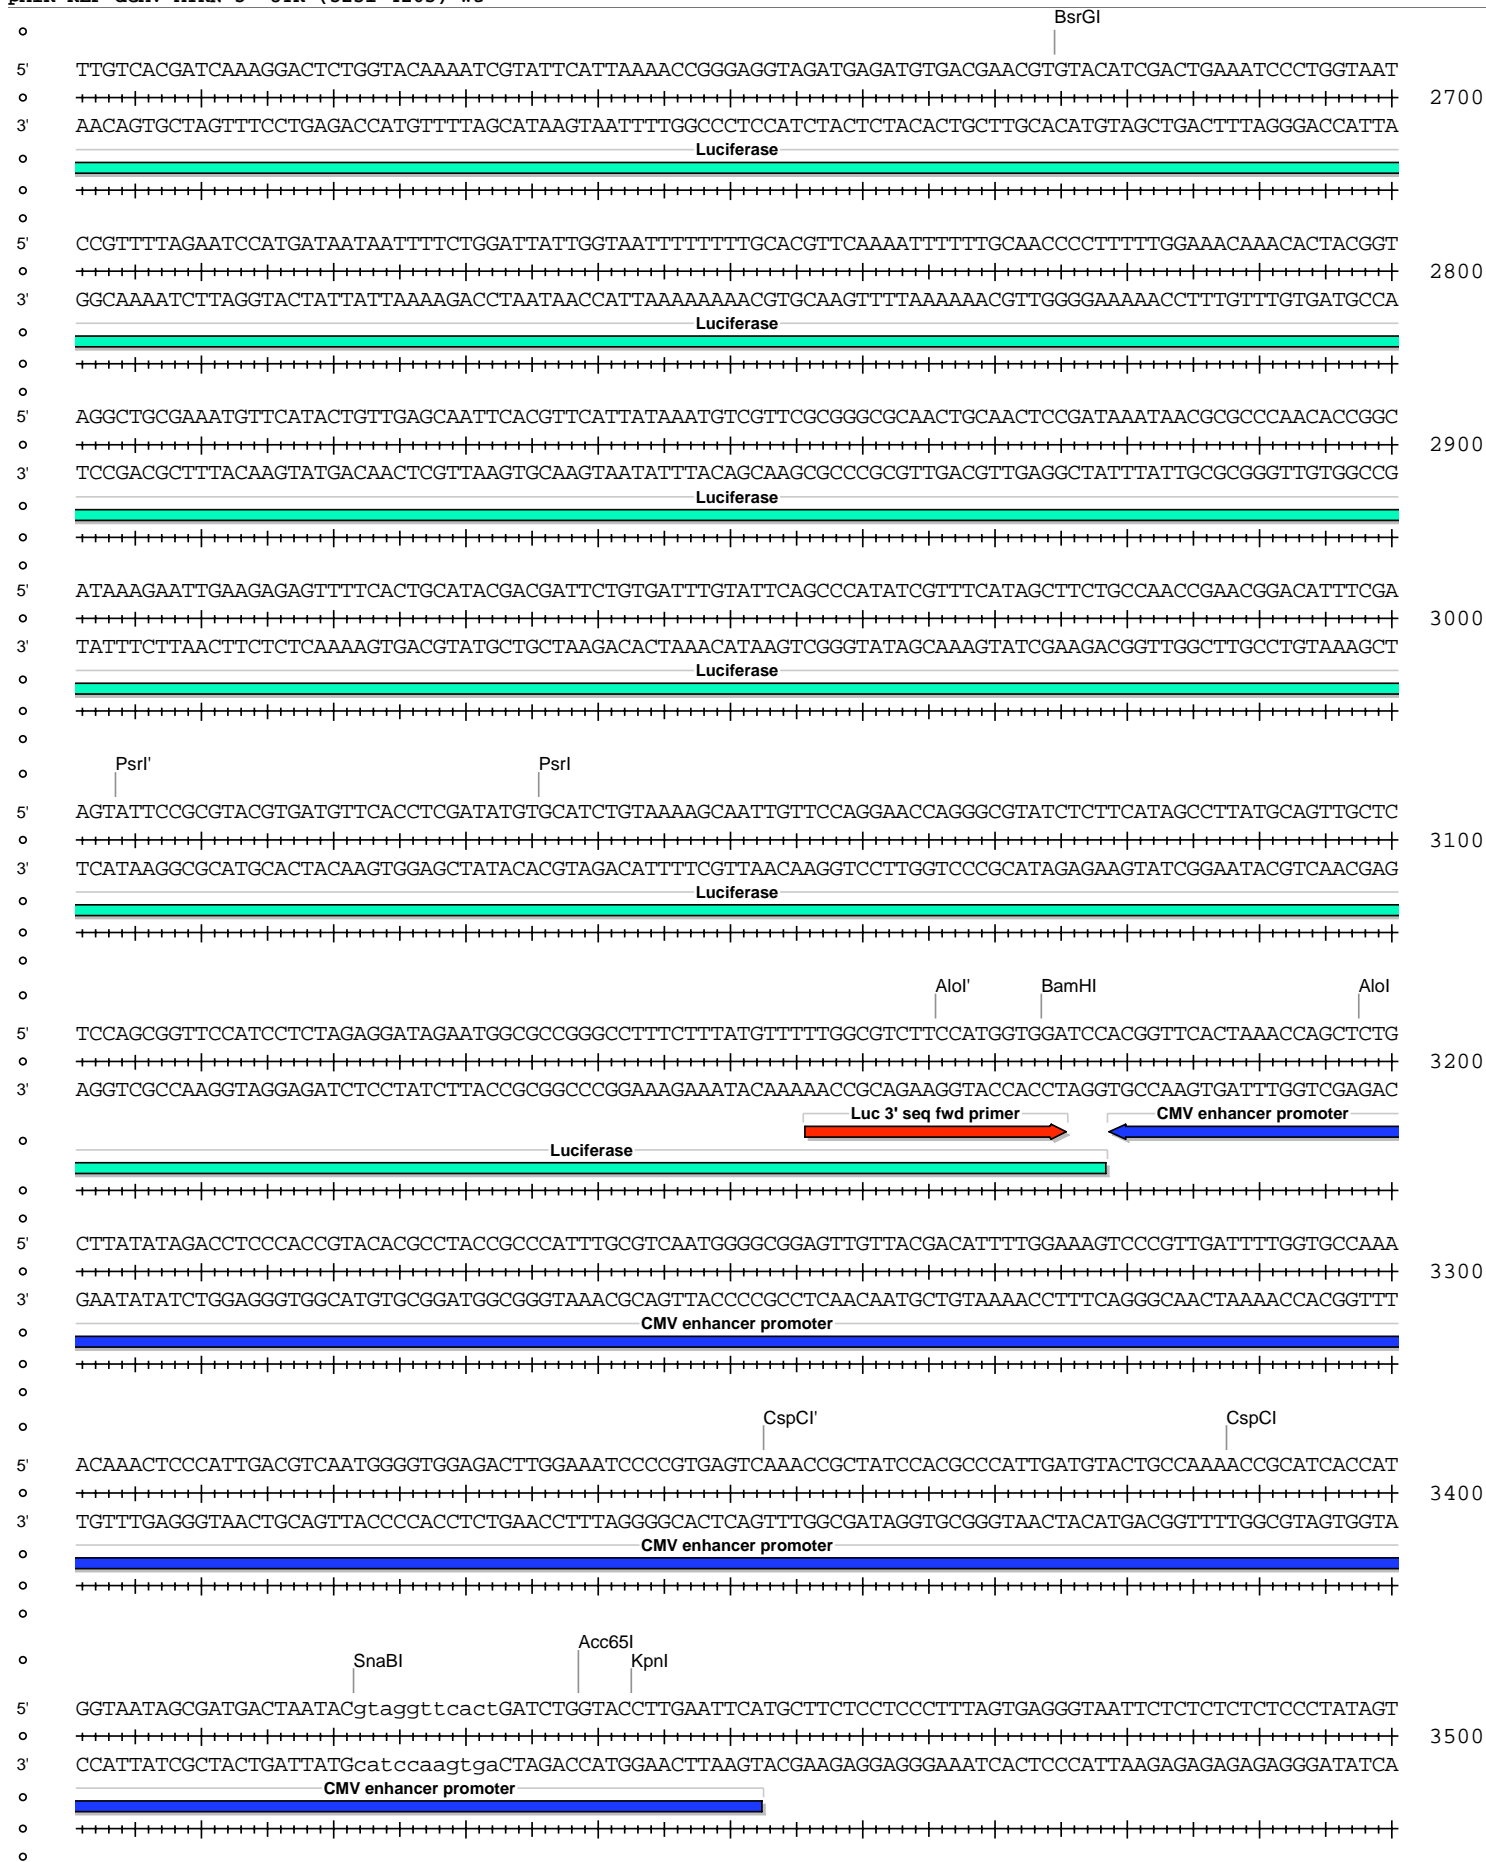 BsrGI
5' TTGTCACGATCAAAGGACTCTGGTACAAAATCGTATTCATTAAAACCGGGAGGTAGATGAGATGTGACGAACGTGTACATCGACTGAAATCCCTGGTAAT
2700
3' AACAGTGCTAGTTTCCTGAGACCATGTTTTAGCATAAGTAATTTTGGCCCTCCATCTACTCTACACTGCTTGCACATGTAGCTGACTTTAGGGACCATTA
Luciferase
5' CCGTTTTAGAATCCATGATAATAATTTTCTGGATTATTGGTAATTTTTTTTGCACGTTCAAAATTTTTTGCAACCCCTTTTTGGAAACAAACACTACGGT
2800
3' GGCAAAATCTTAGGTACTATTATTAAAAGACCTAATAACCATTAAAAAAAACGTGCAAGTTTTAAAAAACGTTGGGGAAAAACCTTTGTTTGTGATGCCA
Luciferase
5' AGGCTGCGAAATGTTCATACTGTTGAGCAATTCACGTTCATTATAAATGTCGTTCGCGGGCGCAACTGCAACTCCGATAAATAACGCGCCCAACACCGGC
2900
3' TCCGACGCTTTACAAGTATGACAACTCGTTAAGTGCAAGTAATATTTACAGCAAGCGCCCGCGTTGACGTTGAGGCTATTTATTGCGCGGGTTGTGGCCG
Luciferase
5' ATAAAGAATTGAAGAGAGTTTTCACTGCATACGACGATTCTGTGATTTGTATTCAGCCCATATCGTTTCATAGCTTCTGCCAACCGAACGGACATTTCGA
3000
3' TATTTCTTAACTTCTCTCAAAAGTGACGTATGCTGCTAAGACACTAAACATAAGTCGGGTATAGCAAAGTATCGAAGACGGTTGGCTTGCCTGTAAAGCT
Luciferase
PsrI' PsrI
5' AGTATTCCGCGTACGTGATGTTCACCTCGATATGTGCATCTGTAAAAGCAATTGTTCCAGGAACCAGGGCGTATCTCTTCATAGCCTTATGCAGTTGCTC
3100
3' TCATAAGGCGCATGCACTACAAGTGGAGCTATACACGTAGACATTTTCGTTAACAAGGTCCTTGGTCCCGCATAGAGAAGTATCGGAATACGTCAACGAG
Luciferase
AloI' BamHI AloI
5' TCCAGCGGTTCCATCCTCTAGAGGATAGAATGGCGCCGGGCCTTTCTTTATGTTTTTGGCGTCTTCCATGGTGGATCCACGGTTCACTAAACCAGCTCTG
3200
3' AGGTCGCCAAGGTAGGAGATCTCCTATCTTACCGCGGCCCGGAAAGAAATACAAAAACCGCAGAAGGTACCACCTAGGTGCCAAGTGATTTGGTCGAGAC
Luc 3' seq fwd primer CMV enhancer promoter
Luciferase
5' CTTATATAGACCTCCCACCGTACACGCCTACCGCCCATTTGCGTCAATGGGGCGGAGTTGTTACGACATTTTGGAAAGTCCCGTTGATTTTGGTGCCAAA
3300
3' GAATATATCTGGAGGGTGGCATGTGCGGATGGCGGGTAAACGCAGTTACCCCGCCTCAACAATGCTGTAAAACCTTTCAGGGCAACTAAAACCACGGTTT
CMV enhancer promoter
CspCI' CspCI
5' ACAAACTCCCATTGACGTCAATGGGGTGGAGACTTGGAAATCCCCGTGAGTCAAACCGCTATCCACGCCCATTGATGTACTGCCAAAACCGCATCACCAT
3400
3' TGTTTGAGGGTAACTGCAGTTACCCCACCTCTGAACCTTTAGGGGCACTCAGTTTGGCGATAGGTGCGGGTAACTACATGACGGTTTTGGCGTAGTGGTA
CMV enhancer promoter
SnaBI Acc65I KpnI
5' GGTAATAGCGATGACTAATACgtaggttcactGATCTGGTACCTTGAATTCATGCTTCTCCTCCCTTTAGTGAGGGTAATTCTCTCTCTCTCCCTATAGT
3500
3' CCATTATCGCTACTGATTATGcatccaagtgaCTAGACCATGGAACTTAAGTACGAAGAGGAGGGAAATCACTCCCATTAAGAGAGAGAGAGGGATATCA
CMV enhancer promoter